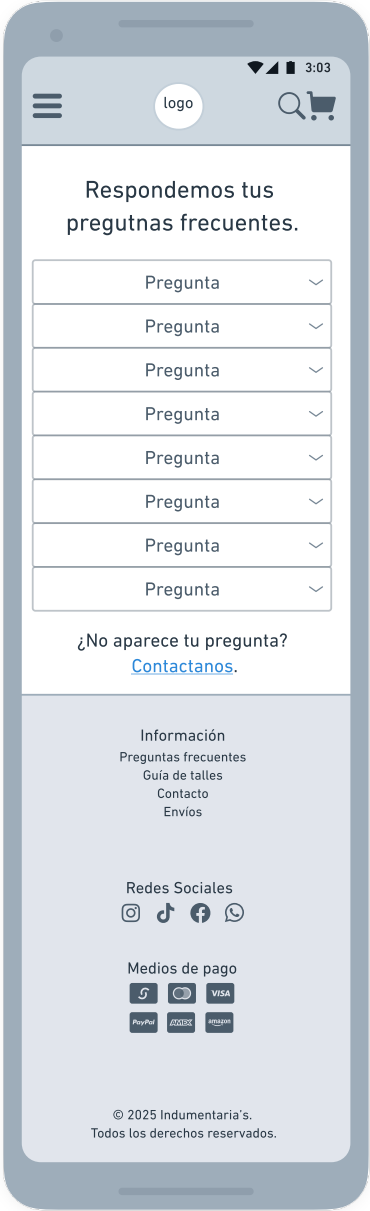 3:03
logo
Respondemos tus
pregutnas frecuentes.
Pregunta
Pregunta
Pregunta
Pregunta
Pregunta
Pregunta
Pregunta
Pregunta
¿No aparece tu pregunta?
Contactanos.
Información
Preguntas frecuentes
Guía de talles
Contacto
Envíos
Redes Sociales
Medios de pago
VISA
PayPal AMEX amazon
© 2025 Indumentaria's.
Todos los derechos reservados.